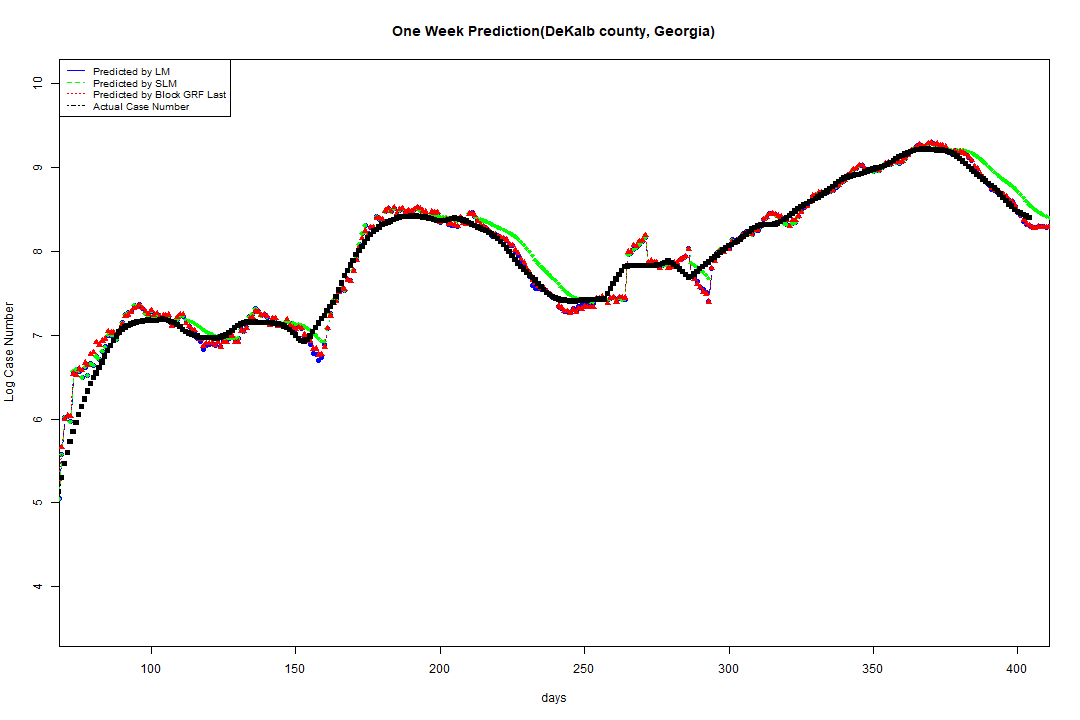 One Week Prediction(DeKalb county, Georgia)
Predicted by LM
Predicted by SLM
Predicted by Block GRF Last
Actual Case Number
10
9
8
7
6
5
4
Log Case Number
100 150 200 250 300 350 400
days